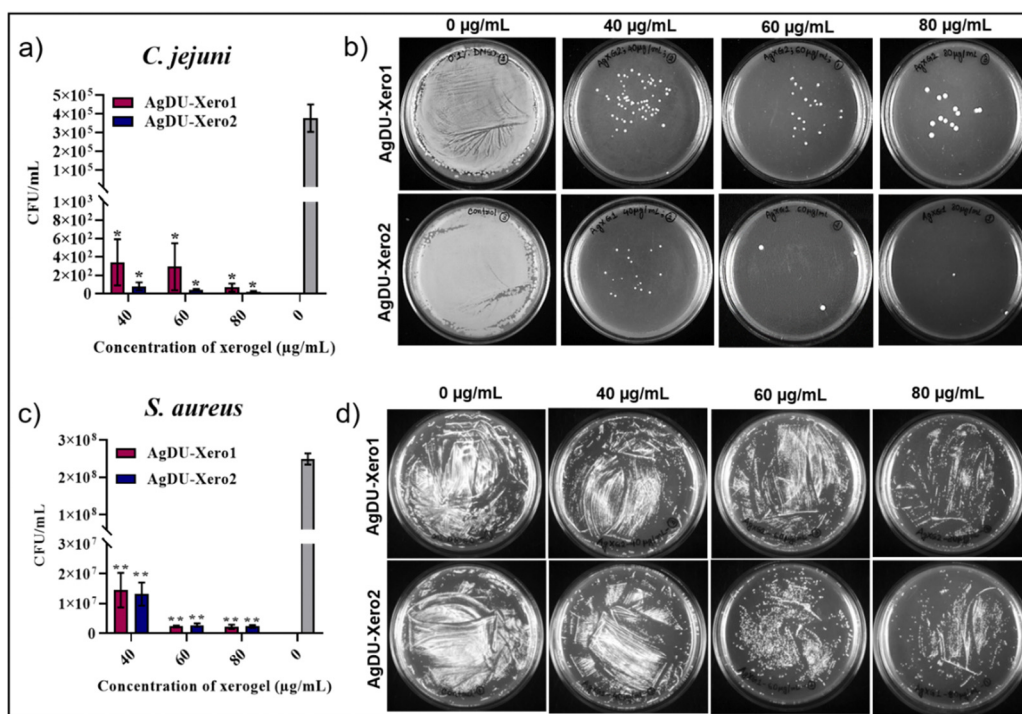 a)
C. jejuni
5×10⁵
4×10⁵
3×10⁵
2×10⁵
1×10⁵
1×10³
8×10²
6×10²
4×10²
2×10²
0
CFU/mL
AgDU-Xero1
AgDU-Xero2
* * * * * *
40 60 80 0
Concentration of xerogel (µg/mL)
b)
0 µg/mL 40 µg/mL 60 µg/mL 80 µg/mL
AgDU-Xero1
AgDU-Xero2
Control
c)
S. aureus
3×10⁸
2×10⁸
1×10⁸
3×10⁷
2×10⁷
1×10⁷
0
CFU/mL
AgDU-Xero1
AgDU-Xero2
** ** ** ** ** **
40 60 80 0
Concentration of xerogel (µg/mL)
d)
0 µg/mL 40 µg/mL 60 µg/mL 80 µg/mL
AgDU-Xero1
AgDU-Xero2
Control